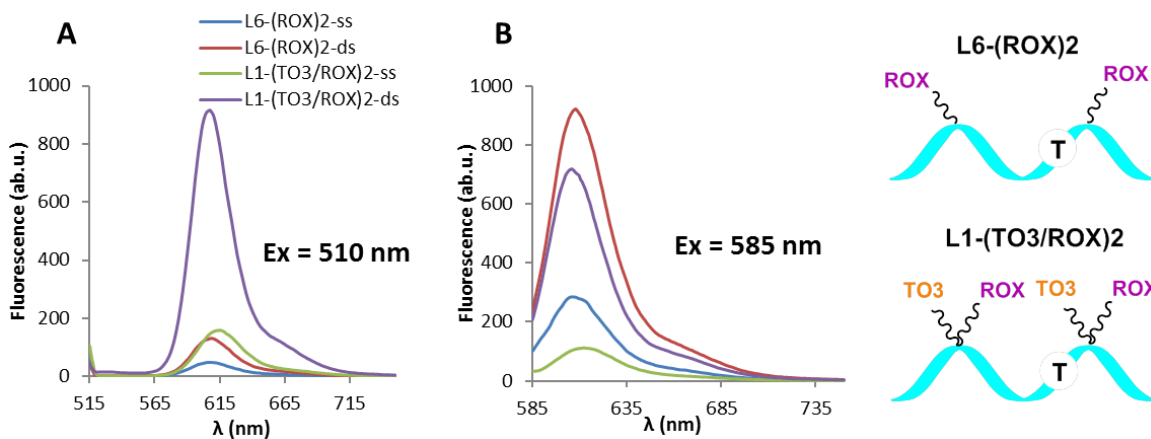 A
L6-(ROX)2-ss
L6-(ROX)2-ds
L1-(TO3/ROX)2-ss
L1-(TO3/ROX)2-ds
Fluorescence (ab.u.)
1000
800
600
400
200
0
Ex = 510 nm
515 565 615 665 715
λ (nm)
B
Fluorescence (ab.u.)
1000
800
600
400
200
0
Ex = 585 nm
585 635 685 735
λ (nm)
L6-(ROX)2
ROX ROX
T
L1-(TO3/ROX)2
TO3 ROX TO3 ROX
T